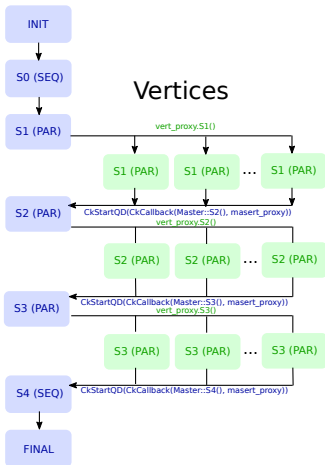 INIT
S0 (SEQ)
Vertices
S1 (PAR)
vert_proxy.S1()
S1 (PAR) S1 (PAR) ... S1 (PAR)
S2 (PAR)
CkStartQD(CkCallback(Master::S2(), masert_proxy))
vert_proxy.S2()
S2 (PAR) S2 (PAR) ... S2 (PAR)
S3 (PAR)
CkStartQD(CkCallback(Master::S3(), masert_proxy))
vert_proxy.S3()
S3 (PAR) S3 (PAR) ... S3 (PAR)
S4 (SEQ)
CkStartQD(CkCallback(Master::S4(), masert_proxy))
FINAL